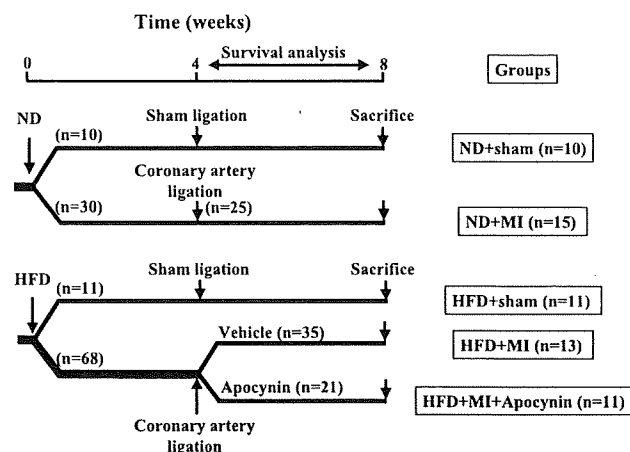 Time (weeks)
0 4 Survival analysis 8
Groups
ND
(n=10) Sham ligation Sacrifice
ND+sham (n=10)
Coronary artery
ligation
(n=30) (n=25)
ND+MI (n=15)
HFD
(n=11) Sham ligation Sacrifice
HFD+sham (n=11)
Vehicle (n=35)
HFD+MI (n=13)
(n=68)
Apocynin (n=21)
HFD+MI+Apocynin (n=11)
Coronary artery
ligation